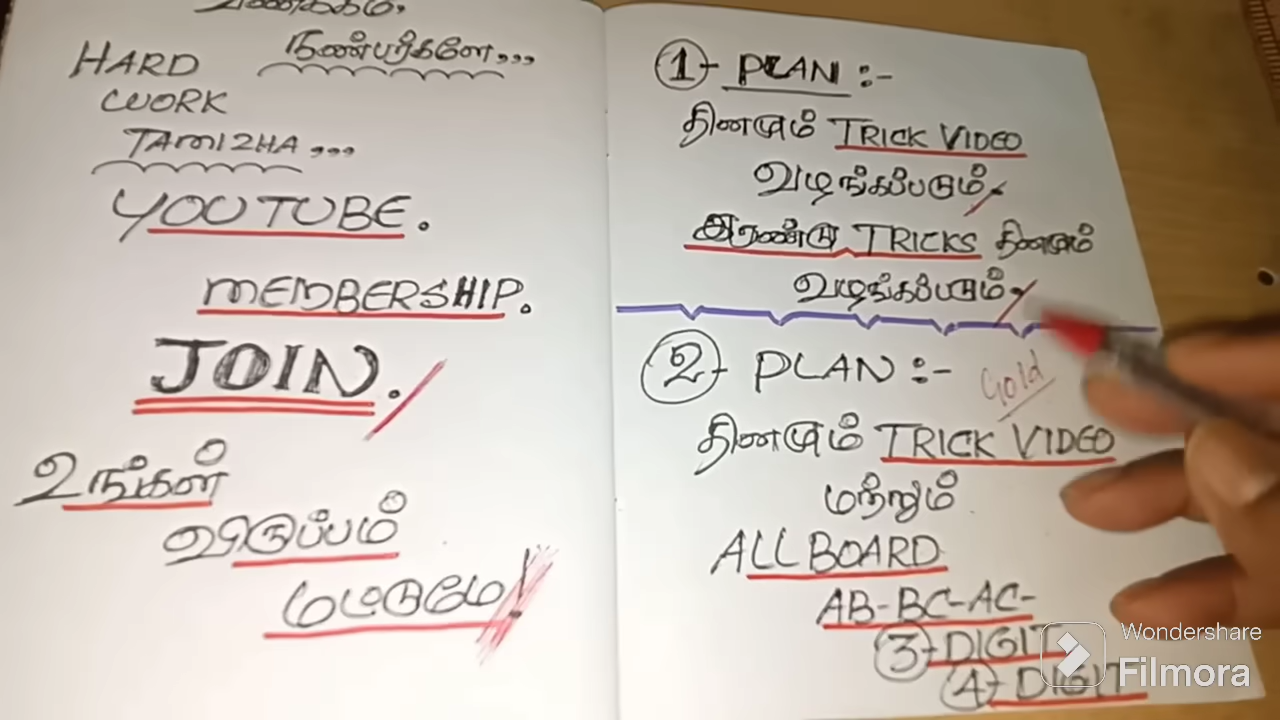 வணக்கம்,
நண்பர்களே,,,
HARD
WORK
TAMIZHA...
YOUTUBE.
MEMBERSHIP.
JOIN.
உங்கள்
விருப்பம்
மட்டுமே!
1 - PLAN :-
தினமும் TRICK VIDEO
வழங்கப்படும்.
இரண்டு TRICKS தினமும்
வழங்கப்படும்.
2 - PLAN :- Gold
தினமும் TRICK VIDEO
மற்றும்
ALL BOARD
AB-BC-AC-
3-DIGIT
4-DIGIT
Wondershare
Filmora